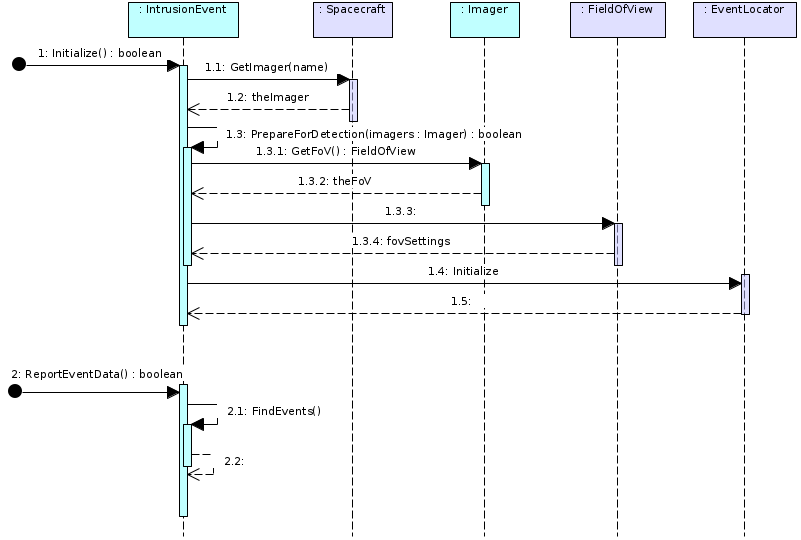 : IntrusionEvent
: Spacecraft
: Imager
: FieldOfView
: EventLocator
1: Initialize() : boolean
1.1: GetImager(name)
1.2: theImager
1.3: PrepareForDetection(imagers : Imager) : boolean
1.3.1: GetFoV() : FieldOfView
1.3.2: theFoV
1.3.3:
1.3.4: fovSettings
1.4: Initialize
1.5:
2: ReportEventData() : boolean
2.1: FindEvents()
2.2: